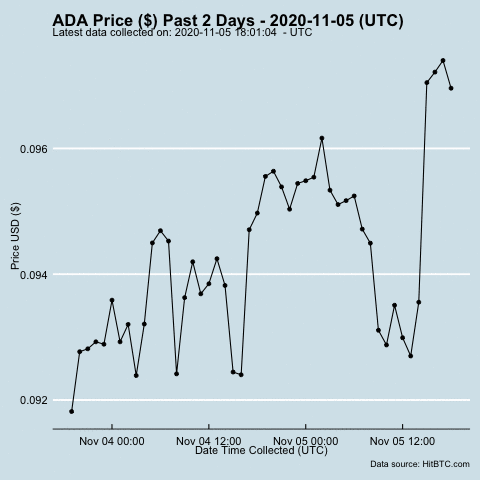 ADA Price ($) Past 2 Days - 2020-11-05 (UTC)
Latest data collected on: 2020-11-05 18:01:04 - UTC
0.096
0.094
0.092
Price USD ($)
Nov 04 00:00 Nov 04 12:00 Nov 05 00:00 Nov 05 12:00
Date Time Collected (UTC)
Data source: HitBTC.com